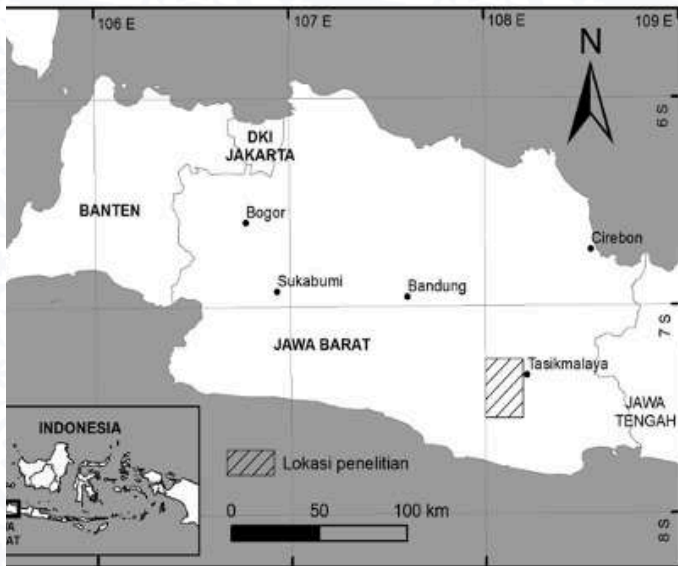 106 E
107 E
108 E
109 E
N
6 S
DKI
JAKARTA
BANTEN
Bogor
Cirebon
Sukabumi
Bandung
7 S
JAWA BARAT
Tasikmalaya
JAWA
TENGAH
INDONESIA
Lokasi penelitian
0 50 100 km
AT
8 S